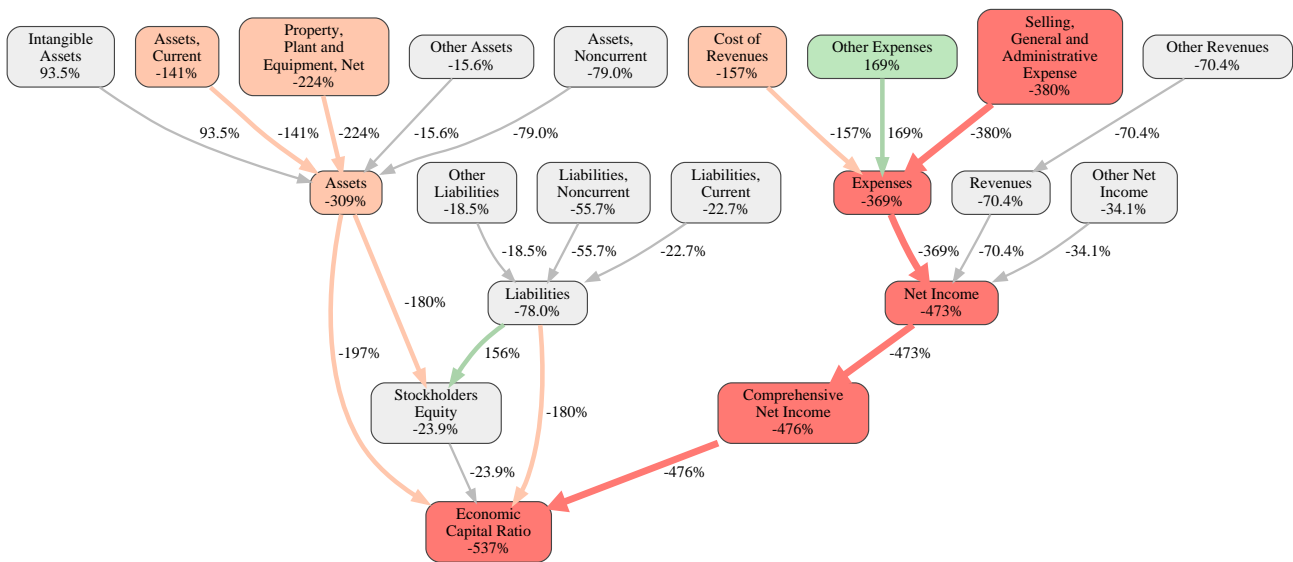 Intangible
Assets
93.5%
Assets,
Current
-141%
Property,
Plant and
Equipment, Net
-224%
Other Assets
-15.6%
Assets,
Noncurrent
-79.0%
Cost of
Revenues
-157%
Other Expenses
169%
Selling,
General and
Administrative
Expense
-380%
Other Revenues
-70.4%
93.5%
-141%
-224%
-15.6%
-79.0%
-157%
169%
-380%
-70.4%
Assets
-309%
Other
Liabilities
-18.5%
Liabilities,
Noncurrent
-55.7%
Liabilities,
Current
-22.7%
Expenses
-369%
Revenues
-70.4%
Other Net
Income
-34.1%
-18.5%
-55.7%
-22.7%
-369%
-70.4%
-34.1%
-180%
Liabilities
-78.0%
Net Income
-473%
-197%
156%
-473%
Stockholders
Equity
-23.9%
-180%
Comprehensive
Net Income
-476%
-23.9%
-476%
Economic
Capital Ratio
-537%